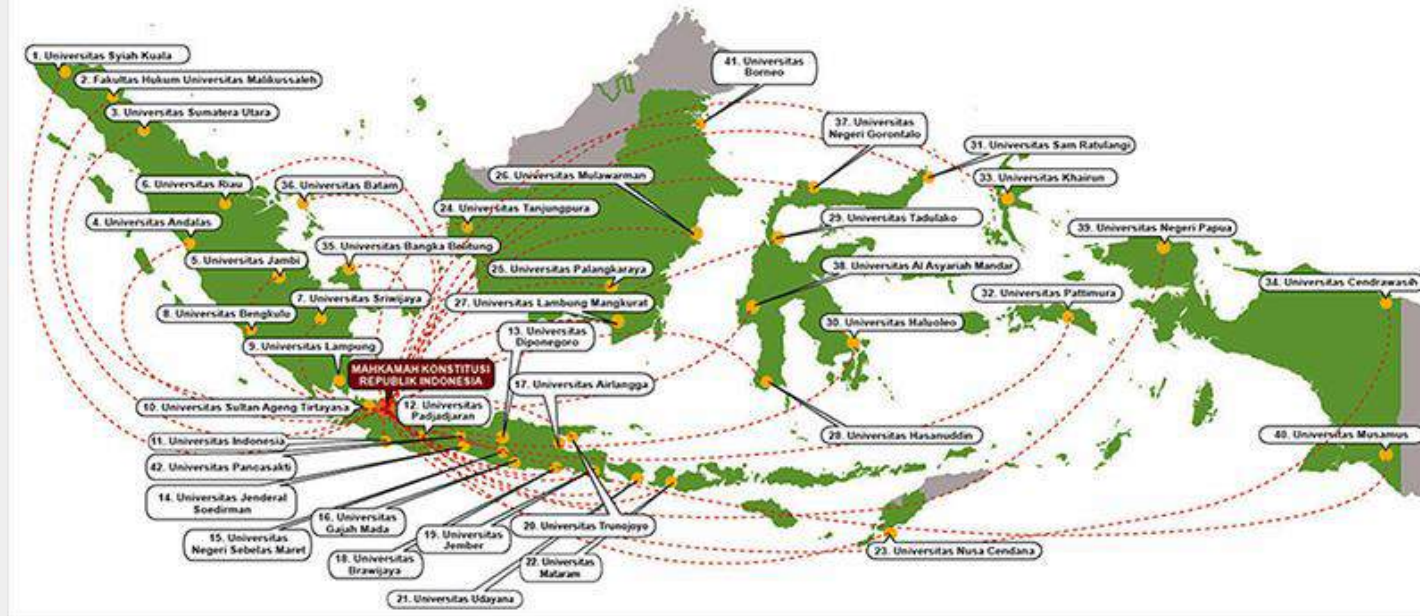 1. Universitas Syiah Kuala
2. Fakultas Hukum Universitas Malikussaleh
3. Universitas Sumatera Utara
41. Universitas
Borneo
37. Universitas
Negeri Gorontalo
31. Universitas Sam Ratulangi
33. Universitas Khairun
6. Universitas Riau
36. Universitas Batam
26. Universitas Mulawarman
4. Universitas Andalas
24. Universitas Tanjungpura
29. Universitas Tadulako
39. Universitas Negeri Papua
35. Universitas Bangka Belitung
5. Universitas Jambi
25. Universitas Palangkaraya
38. Universitas Al Asyariah Mandar
34. Universitas Cendrawasih
7. Universitas Sriwijaya
27. Universitas Lambung Mangkurat
32. Universitas Pattimura
8. Universitas Bengkulu
13. Universitas
Diponegoro
30. Universitas Haluoleo
9. Universitas Lampung
MAHKAMAH KONSTITUSI
REPUBLIK INDONESIA
17. Universitas Airlangga
10. Universitas Sultan Ageng Tirtayasa
12. Universitas
Padjadjaran
11. Universitas Indonesia
28. Universitas Hasanuddin
40. Universitas Musamus
42. Universitas Pancasakti
14. Universitas Jenderal
Soedirman
16. Universitas
Gajah Mada
15. Universitas
Negeri Sebelas Maret
19. Universitas
Jember
20. Universitas Trunojoyo
23. Universitas Nusa Cendana
18. Universitas
Brawijaya
22. Universitas
Mataram
21. Universitas Udayana